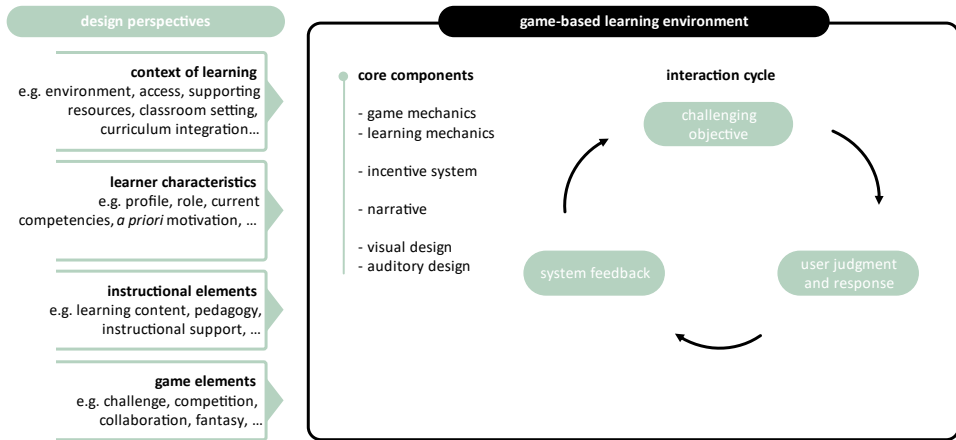 design perspectives
context of learning
e.g. environment, access, supporting
resources, classroom setting,
curriculum integration...
learner characteristics
e.g. profile, role, current
competencies, a priori motivation, ...
instructional elements
e.g. learning content, pedagogy,
instructional support, ...
game elements
e.g. challenge, competition,
collaboration, fantasy, ...
game-based learning environment
core components
- game mechanics
- learning mechanics
- incentive system
- narrative
- visual design
- auditory design
interaction cycle
challenging
objective
user judgment
and response
system feedback